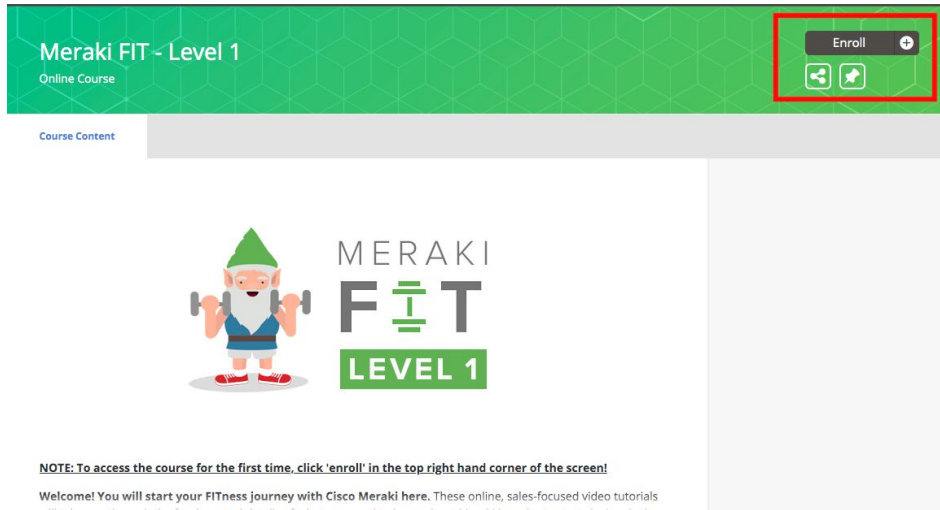 Meraki FIT - Level 1
Enroll
Online Course
Course Content
MERAKI
FIT
LEVEL 1
NOTE: To access the course for the first time, click 'enroll' in the top right hand corner of the screen!
Welcome! You will start your FITness journey with Cisco Meraki here. These online, sales-focused video tutorials